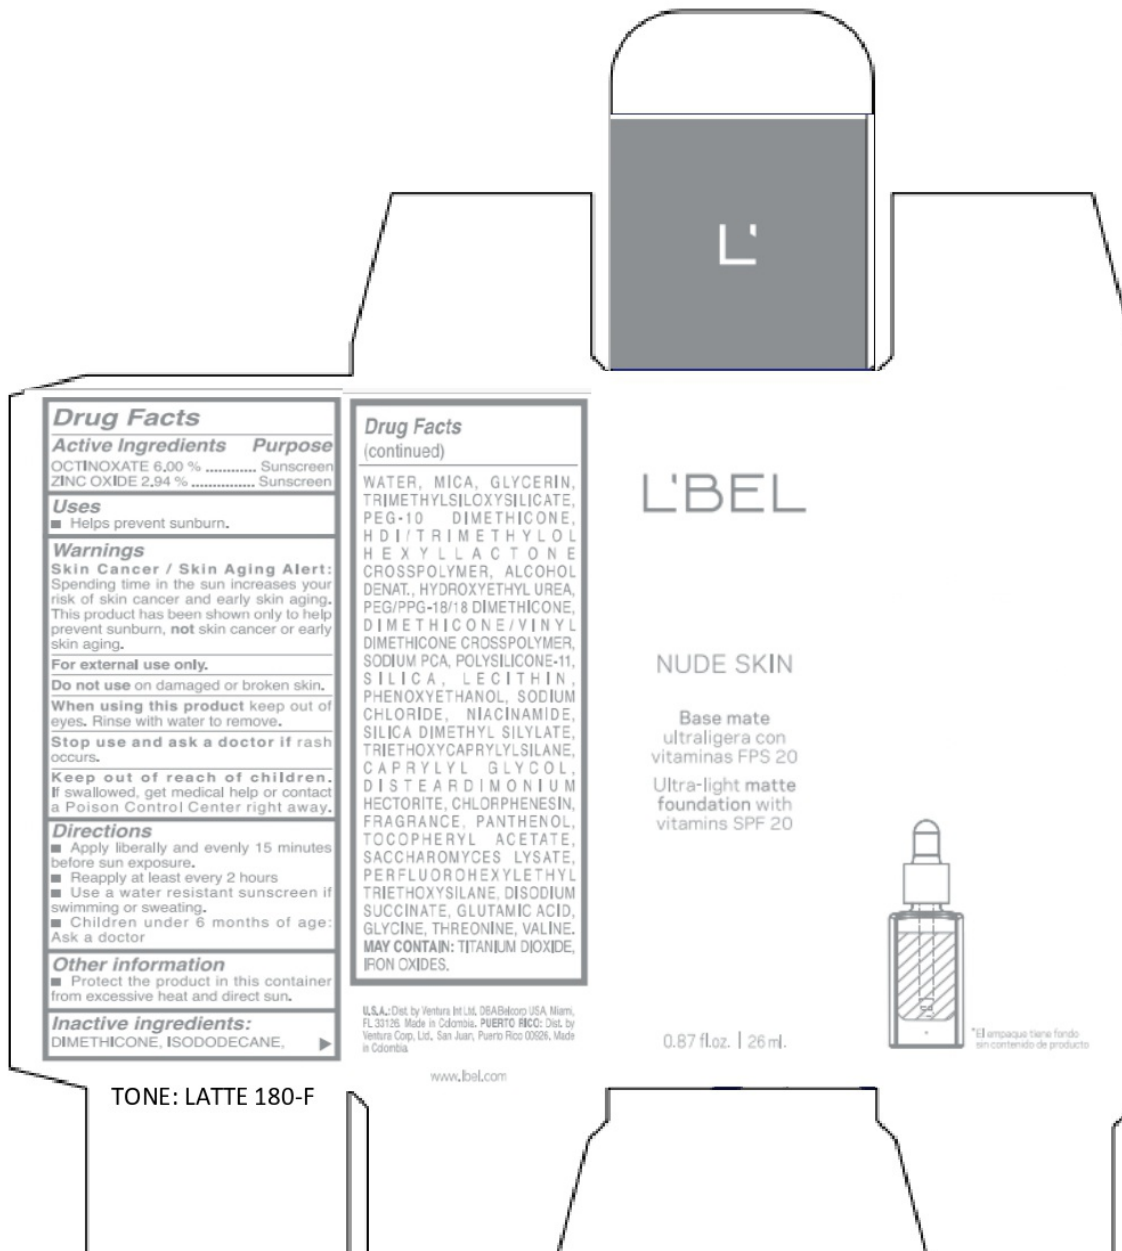 L'
Drug Facts
Active Ingredients Purpose
OCTINOXATE 6.00 % ............ Sunscreen
ZINC OXIDE 2.94 % ............... Sunscreen
Uses
■ Helps prevent sunburn.
Warnings
Skin Cancer / Skin Aging Alert:
Spending time in the sun increases your
risk of skin cancer and early skin aging.
This product has been shown only to help
prevent sunburn, not skin cancer or early
skin aging.
For external use only.
Do not use on damaged or broken skin.
When using this product keep out of
eyes. Rinse with water to remove.
Stop use and ask a doctor if rash
occurs.
Keep out of reach of children.
If swallowed, get medical help or contact
a Poison Control Center right away.
Directions
■ Apply liberally and evenly 15 minutes
before sun exposure.
■ Reapply at least every 2 hours
■ Use a water resistant sunscreen if
swimming or sweating.
■ Children under 6 months of age:
Ask a doctor
Other information
■ Protect the product in this container
from excessive heat and direct sun.
Inactive ingredients:
DIMETHICONE, ISODODECANE,
TONE: LATTE 180-F
Drug Facts
(continued)
WATER, MICA, GLYCERIN,
TRIMETHYLSILOXYSILICATE,
PEG-10 DIMETHICONE,
HDI/TRIMETHYLOL
HEXYLLACTONE
CROSSPOLYMER, ALCOHOL
DENAT., HYDROXYETHYL UREA,
PEG/PPG-18/18 DIMETHICONE,
DIMETHICONE/VINYL
DIMETHICONE CROSSPOLYMER,
SODIUM PCA, POLYSILICONE-11,
SILICA, LECITHIN,
PHENOXYETHANOL, SODIUM
CHLORIDE, NIACINAMIDE,
SILICA DIMETHYL SILYLATE,
TRIETHOXYCAPRYLYLSILANE,
CAPRYLYL GLYCOL,
DISTEARDIMONIUM
HECTORITE, CHLORPHENESIN,
FRAGRANCE, PANTHENOL,
TOCOPHERYL ACETATE,
SACCHAROMYCES LYSATE,
PERFLUOROHEXYLETHYL
TRIETHOXYSILANE, DISODIUM
SUCCINATE, GLUTAMIC ACID,
GLYCINE, THREONINE, VALINE.
MAY CONTAIN: TITANIUM DIOXIDE,
IRON OXIDES.
U.S.A.: Dist. by Ventura Int Ltd. DBA Belcorp USA, Miami,
FL 33126. Made in Colombia. PUERTO RICO: Dist. by
Ventura Corp, Ltd., San Juan, Puerto Rico 00926. Made
in Colombia.
www.lbel.com
L'BEL
NUDE SKIN
Base mate
ultraligera con
vitaminas FPS 20
Ultra-light matte
foundation with
vitamins SPF 20
0.87 fl.oz. | 26 ml.
*El empaque tiene fondo
sin contenido de producto